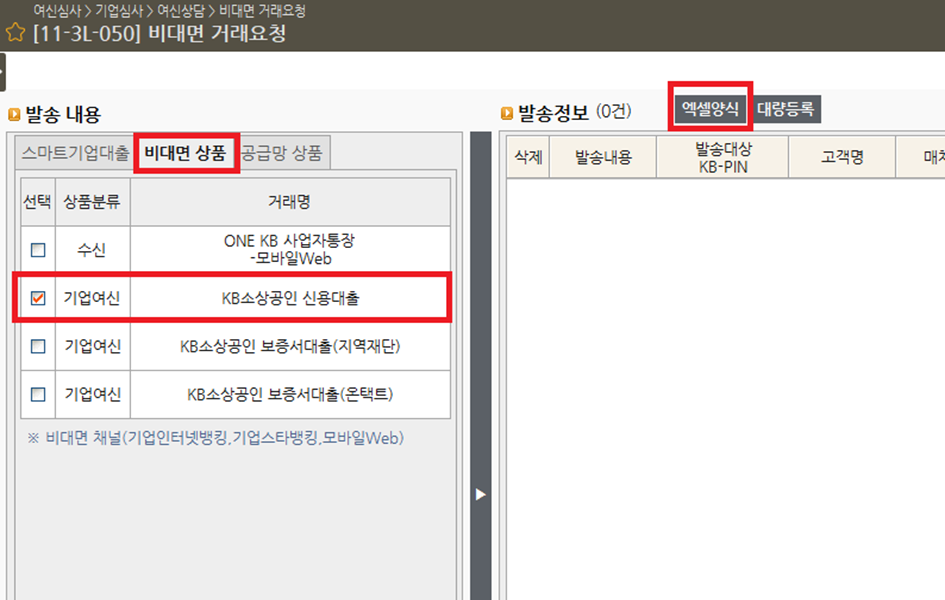 여신심사 > 기업심사 > 여신상담 > 비대면 거래요청
[11-3L-050] 비대면 거래요청
발송 내용
스마트기업대출 비대면 상품 공급망 상품
선택 상품분류 거래명
수신 ONE KB 사업자통장
-모바일Web
기업여신 KB소상공인 신용대출
기업여신 KB소상공인 보증서대출(지역재단)
기업여신 KB소상공인 보증서대출(온택트)
※ 비대면 채널(기업인터넷뱅킹,기업스타뱅킹,모바일Web)
▶
발송정보 (0건) 엑셀양식 대량등록
삭제 발송내용 발송대상
KB-PIN 고객명